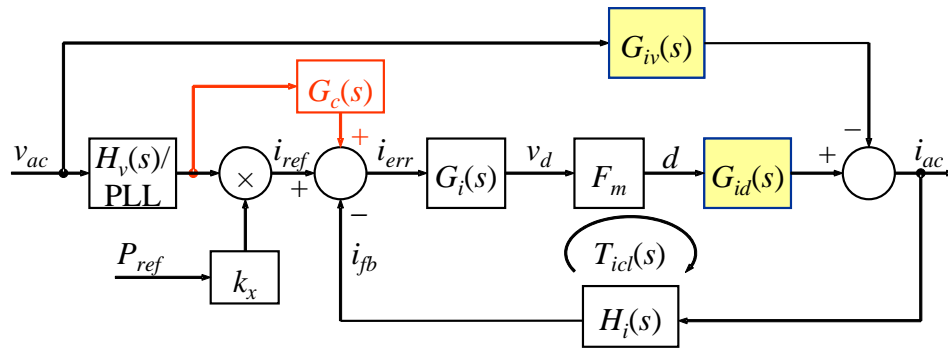 G_iv(s)
G_c(s)
−
+
v_ac
H_v(s)/
PLL
×
i_ref
+
i_err
G_i(s)
v_d
F_m
d
G_id(s)
+
i_ac
−
P_ref
k_x
i_fb
T_icl(s)
H_i(s)